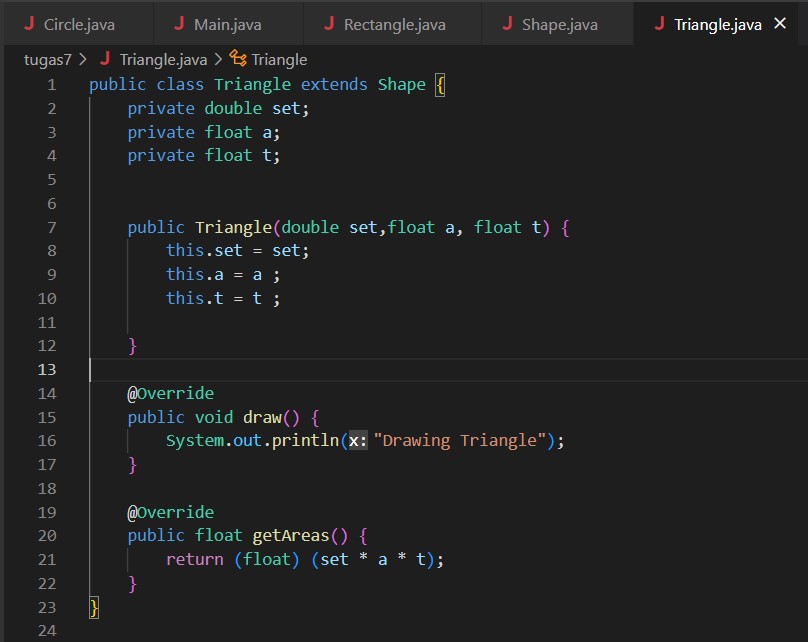 J Circle.java J Main.java J Rectangle.java J Shape.java J Triangle.java ×
tugas7 > J Triangle.java > Triangle
1 public class Triangle extends Shape {
2     private double set;
3     private float a;
4     private float t;
5
6
7     public Triangle(double set,float a, float t) {
8         this.set = set;
9         this.a = a ;
10         this.t = t ;
11
12     }
13
14     @Override
15     public void draw() {
16         System.out.println(x: "Drawing Triangle");
17     }
18
19     @Override
20     public float getAreas() {
21         return (float) (set * a * t);
22     }
23 }
24